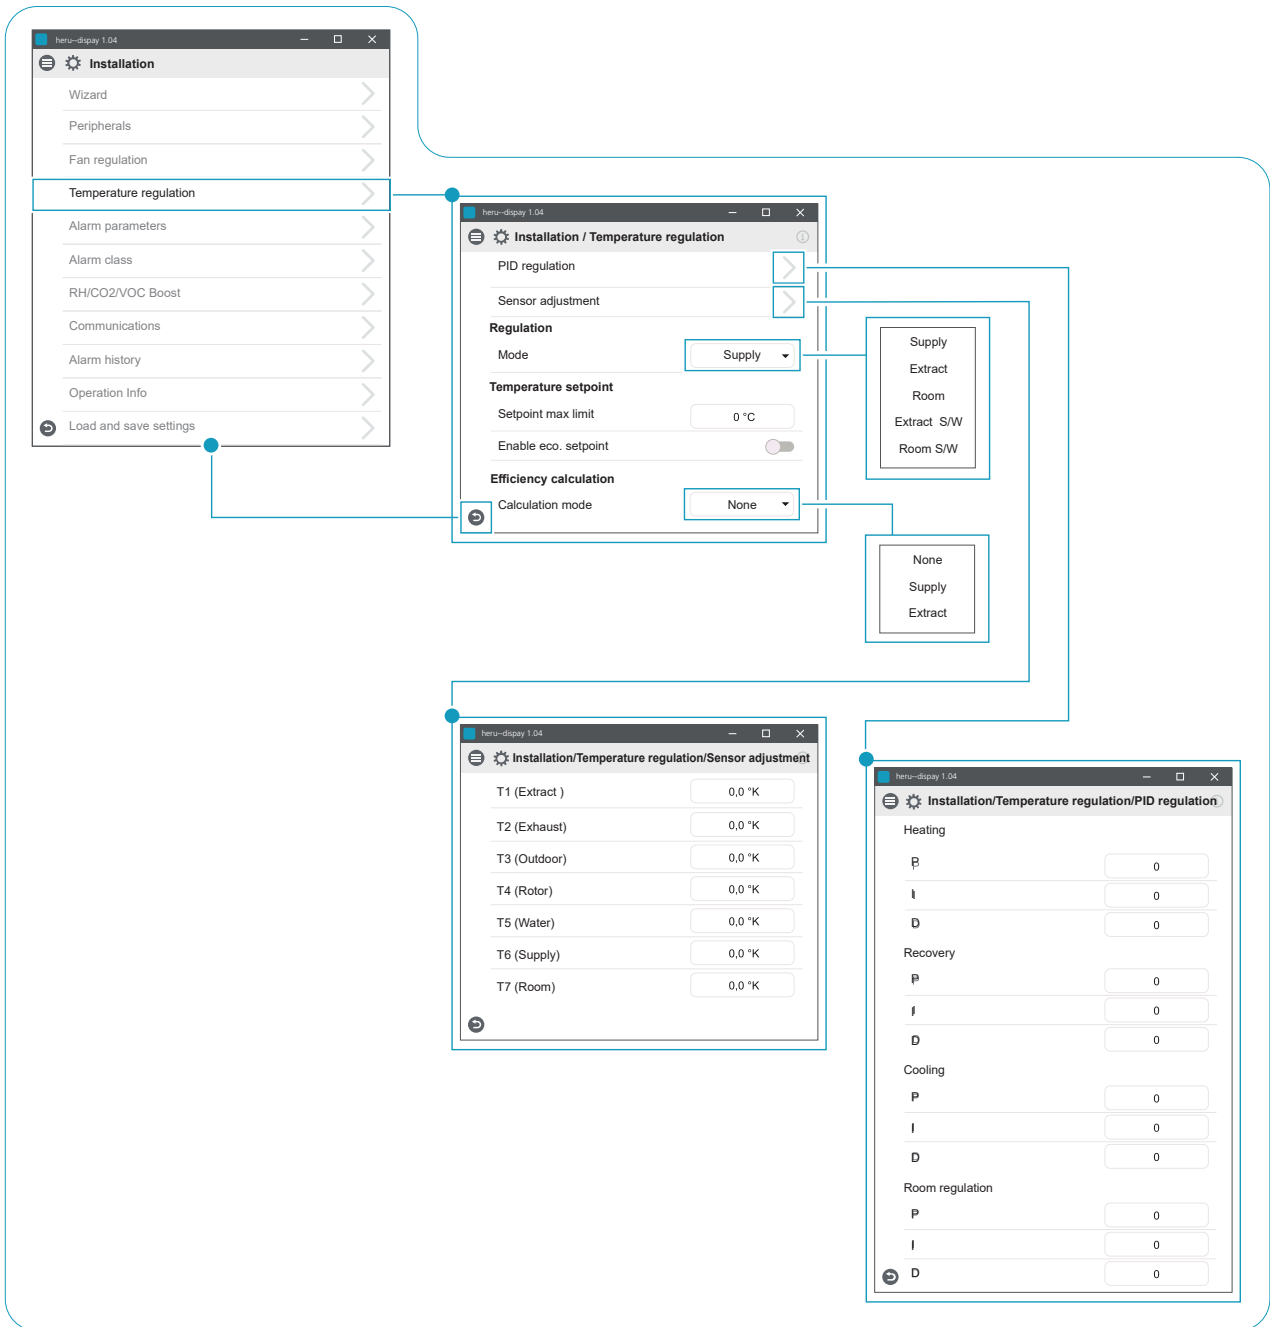 heru--dispay 1.04
Installation
Wizard
Peripherals
Fan regulation
Temperature regulation
Alarm parameters
Alarm class
RH/CO2/VOC Boost
Communications
Alarm history
Operation Info
Load and save settings
heru--dispay 1.04
Installation / Temperature regulation
PID regulation
Sensor adjustment
Regulation
Mode Supply
Temperature setpoint
Setpoint max limit 0 °C
Enable eco. setpoint
Efficiency calculation
Calculation mode None
Supply
Extract
Room
Extract S/W
Room S/W
None
Supply
Extract
heru--dispay 1.04
Installation/Temperature regulation/Sensor adjustment
T1 (Extract ) 0,0 °K
T2 (Exhaust) 0,0 °K
T3 (Outdoor) 0,0 °K
T4 (Rotor) 0,0 °K
T5 (Water) 0,0 °K
T6 (Supply) 0,0 °K
T7 (Room) 0,0 °K
heru--dispay 1.04
Installation/Temperature regulation/PID regulation
Heating
P 0
I 0
D 0
Recovery
P 0
I 0
D 0
Cooling
P 0
I 0
D 0
Room regulation
P 0
I 0
D 0